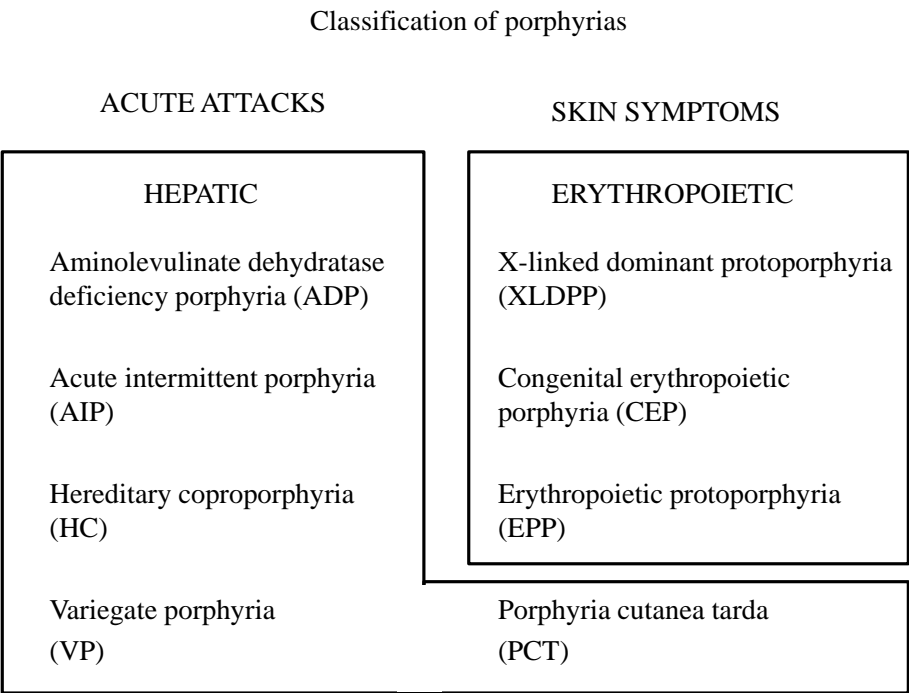 Classification of porphyrias
ACUTE ATTACKS
SKIN SYMPTOMS
HEPATIC
Aminolevulinate dehydratase
deficiency porphyria (ADP)
Acute intermittent porphyria
(AIP)
Hereditary coproporphyria
(HC)
Variegate porphyria
(VP)
ERYTHROPOIETIC
X-linked dominant protoporphyria
(XLDPP)
Congenital erythropoietic
porphyria (CEP)
Erythropoietic protoporphyria
(EPP)
Porphyria cutanea tarda
(PCT)